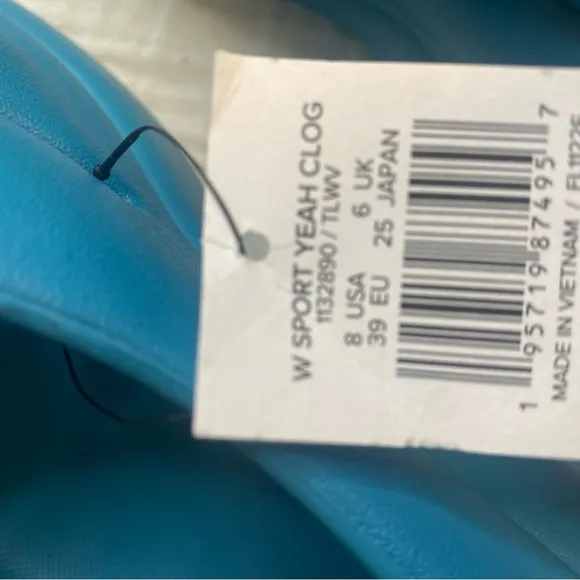 W SPORT YEAH CLOG
1132890 / TLWV
8 USA 6 UK
39 EU 25 JAPAN
1 95719 87495 7
MADE IN VIETNAM /